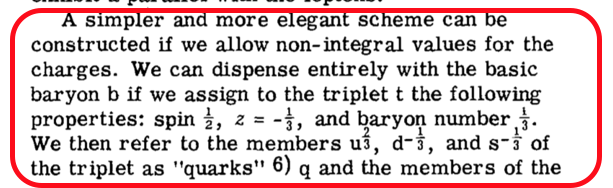 A simpler and more elegant scheme can be
constructed if we allow non-integral values for the
charges. We can dispense entirely with the basic
baryon b if we assign to the triplet t the following
properties: spin ½, z = -⅓, and baryon number ⅓.
We then refer to the members u⅔, d-⅓, and s-⅓ of
the triplet as "quarks" 6) q and the members of the